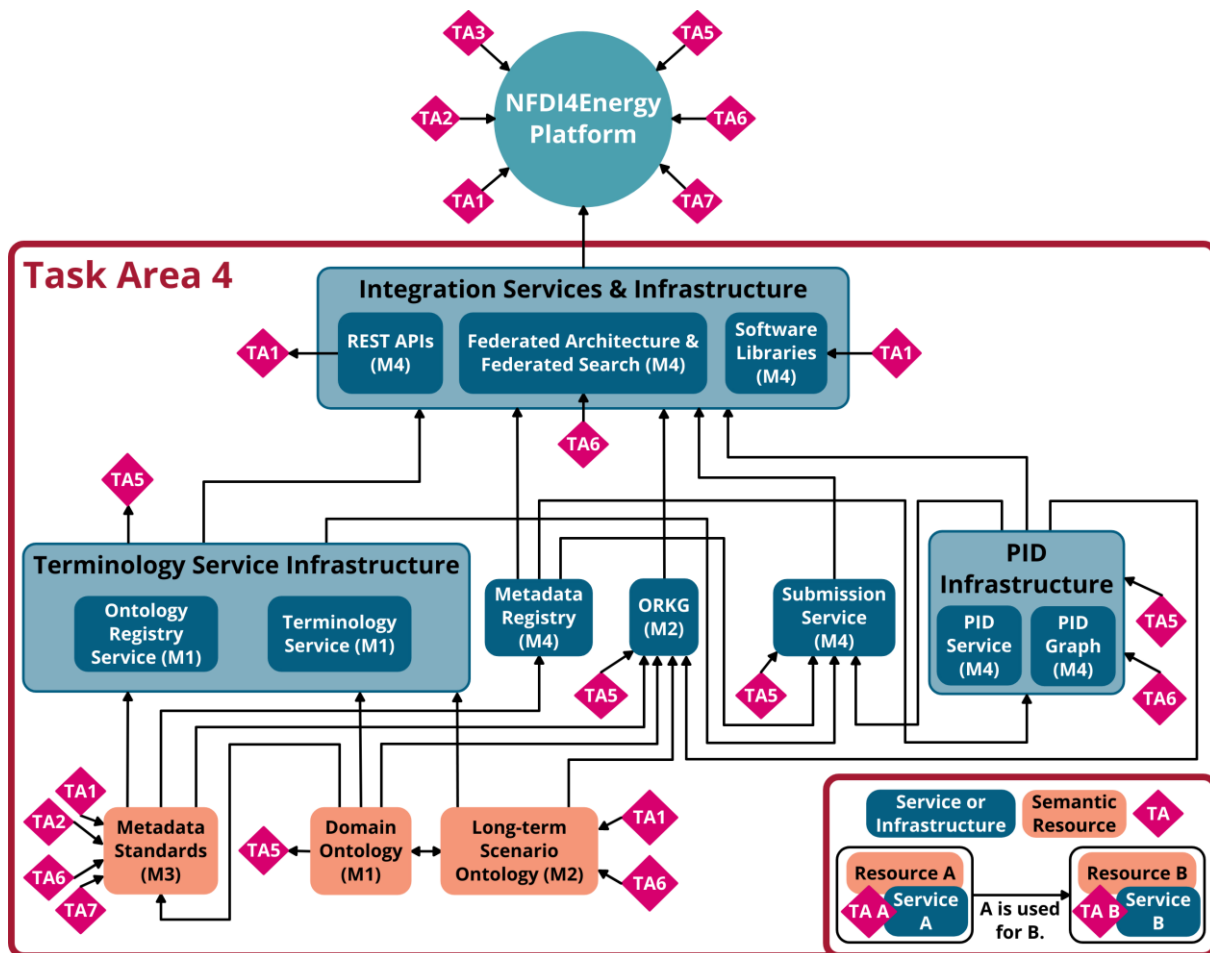 TA3
TA5
NFDI4Energy
Platform
TA2
TA6
TA1
TA7
Task Area 4
Integration Services & Infrastructure
REST APIs
(M4)
Federated Architecture &
Federated Search (M4)
Software
Libraries
(M4)
TA1
TA1
TA6
TA5
Terminology Service Infrastructure
Ontology
Registry
Service (M1)
Terminology
Service (M1)
Metadata
Registry
(M4)
ORKG
(M2)
Submission
Service
(M4)
PID
Infrastructure
PID
Service
(M4)
PID
Graph
(M4)
TA5
TA5
TA5
TA6
TA1
TA2
TA6
TA7
Metadata
Standards
(M3)
TA5
Domain
Ontology
(M1)
Long-term
Scenario
Ontology (M2)
TA1
TA6
Service or
Infrastructure
Semantic
Resource
TA
Resource A
TA A
Service
A
A is used
for B.
Resource B
TA B
Service
B